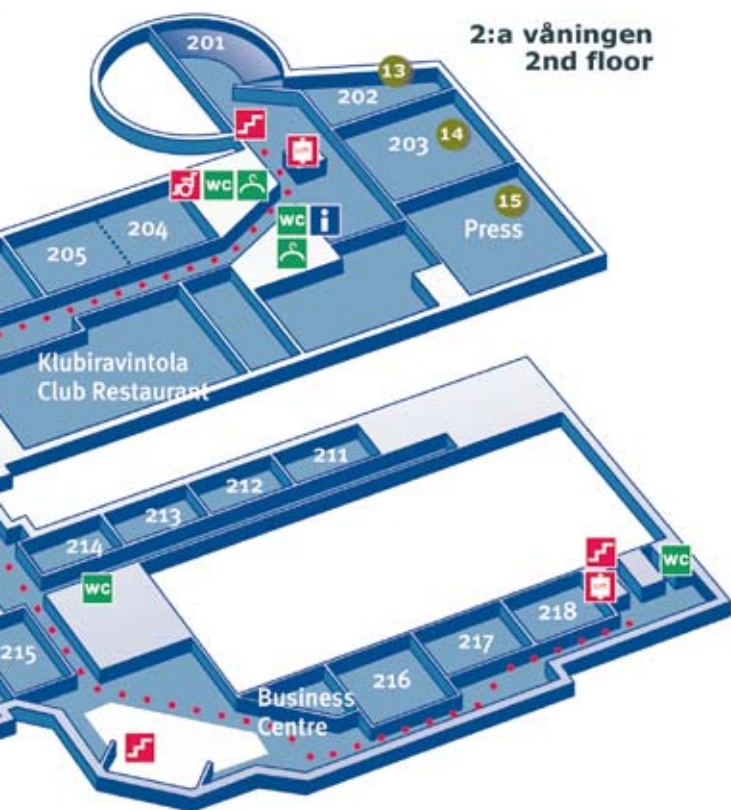 2:a våningen
2nd floor
201
13
202
203
14
wc
204
wc
i
15
Press
205
Klubiravintola
Club Restaurant
211
212
213
214
wc
wc
218
215
217
216
Business
Centre